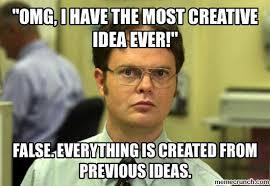 "OMG, I HAVE THE MOST CREATIVE
IDEA EVER!"
FALSE. EVERYTHING IS CREATED FROM
PREVIOUS IDEAS.
memecrunch.com